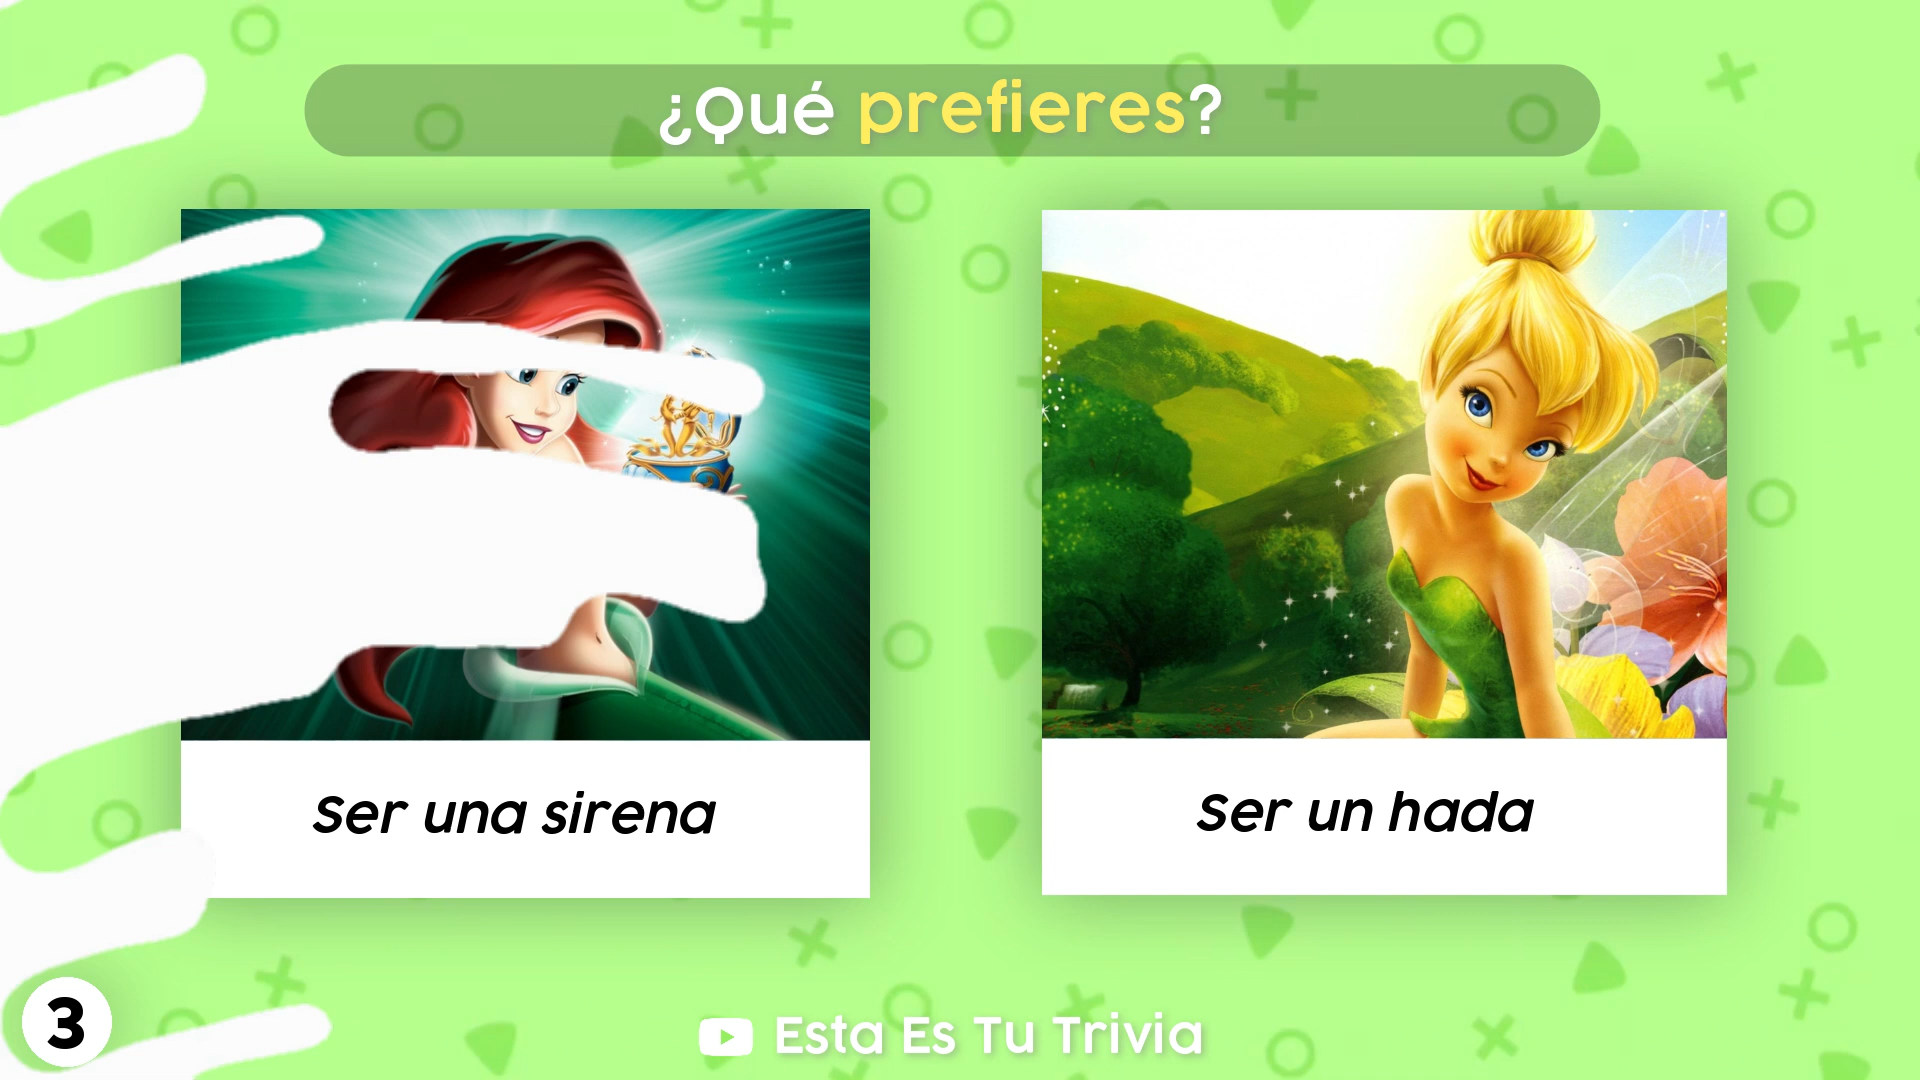 ¿Qué prefieres?
Ser una sirena
Ser un hada
3
Esta Es Tu Trivia